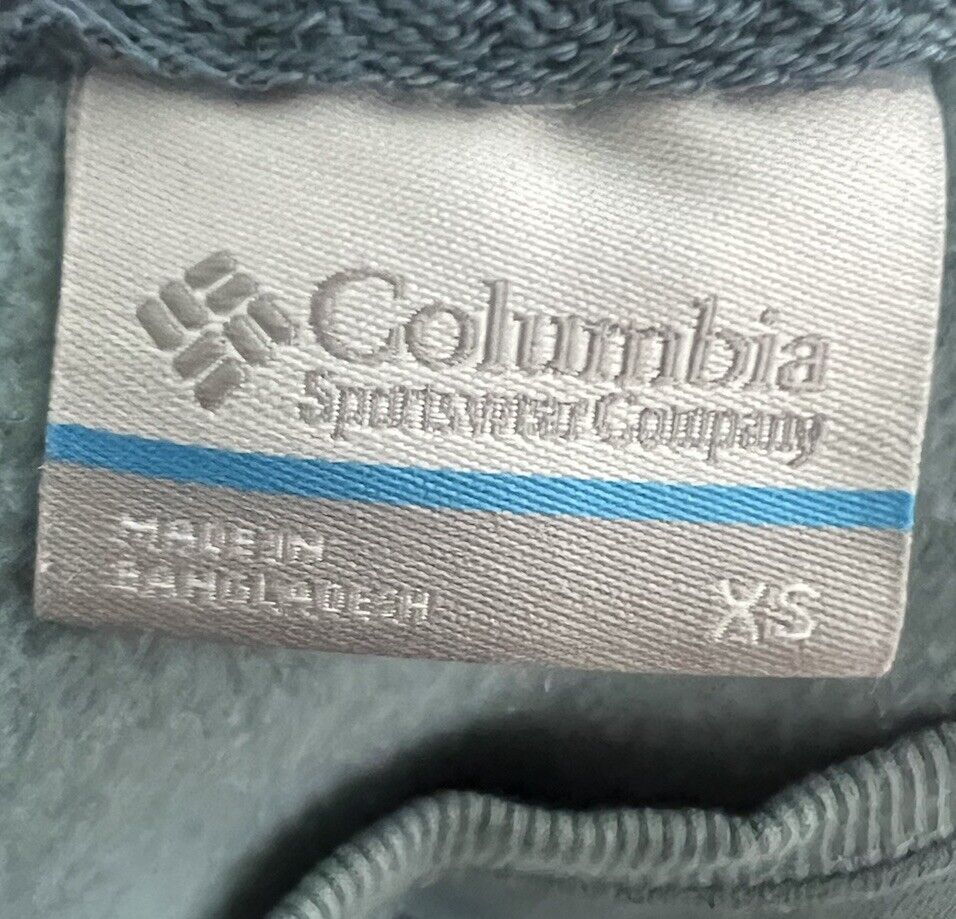 Columbia
Sportswear Company
MADE IN
BANGLADESH
XS